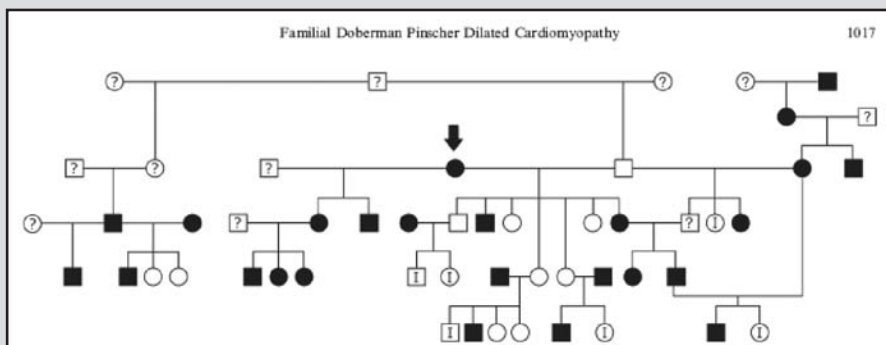 Familial Doberman Pinscher Dilated Cardiomyopathy 1017
? ? ? ?
?
? ? ?
? ? ? I
I I
I I I